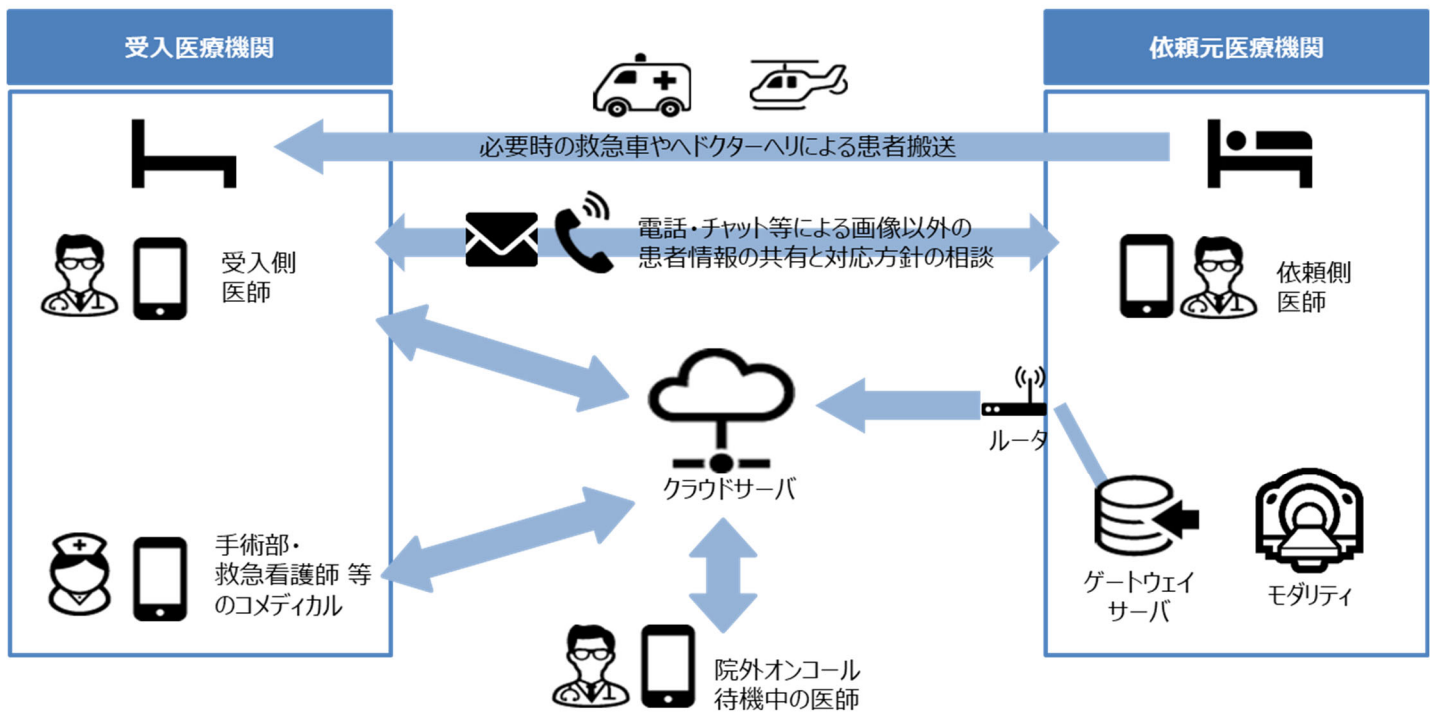 受入医療機関
依頼元医療機関
必要時の救急車やヘドクターヘリによる患者搬送
電話・チャット等による画像以外の
患者情報の共有と対応方針の相談
受入側
医師
依頼側
医師
ルータ
クラウドサーバ
手術部・
救急看護師 等
のコメディカル
ゲートウェイ
サーバ
モダリティ
院外オンコール
待機中の医師